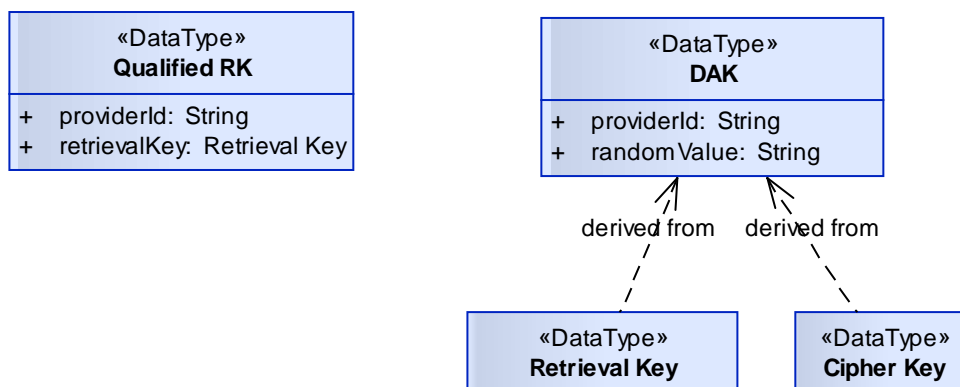 «DataType»
Qualified RK
+ providerId: String
+ retrievalKey: Retrieval Key
«DataType»
DAK
+ providerId: String
+ randomValue: String
derived from
derived from
«DataType»
Retrieval Key
«DataType»
Cipher Key